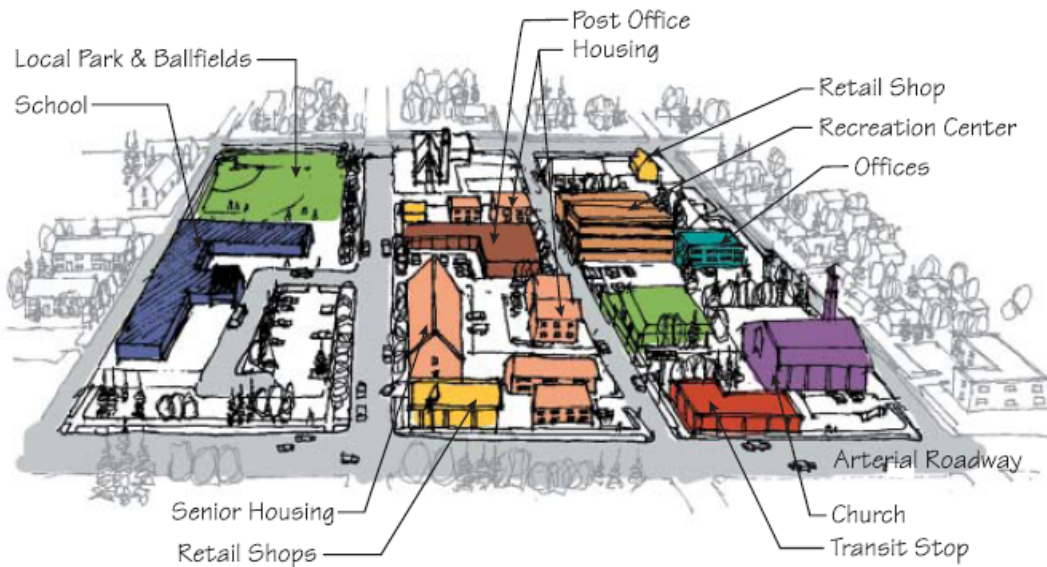 Post Office
Housing
Local Park & Ballfields
School
Retail Shop
Recreation Center
Offices
Arterial Roadway
Senior Housing
Retail Shops
Church
Transit Stop